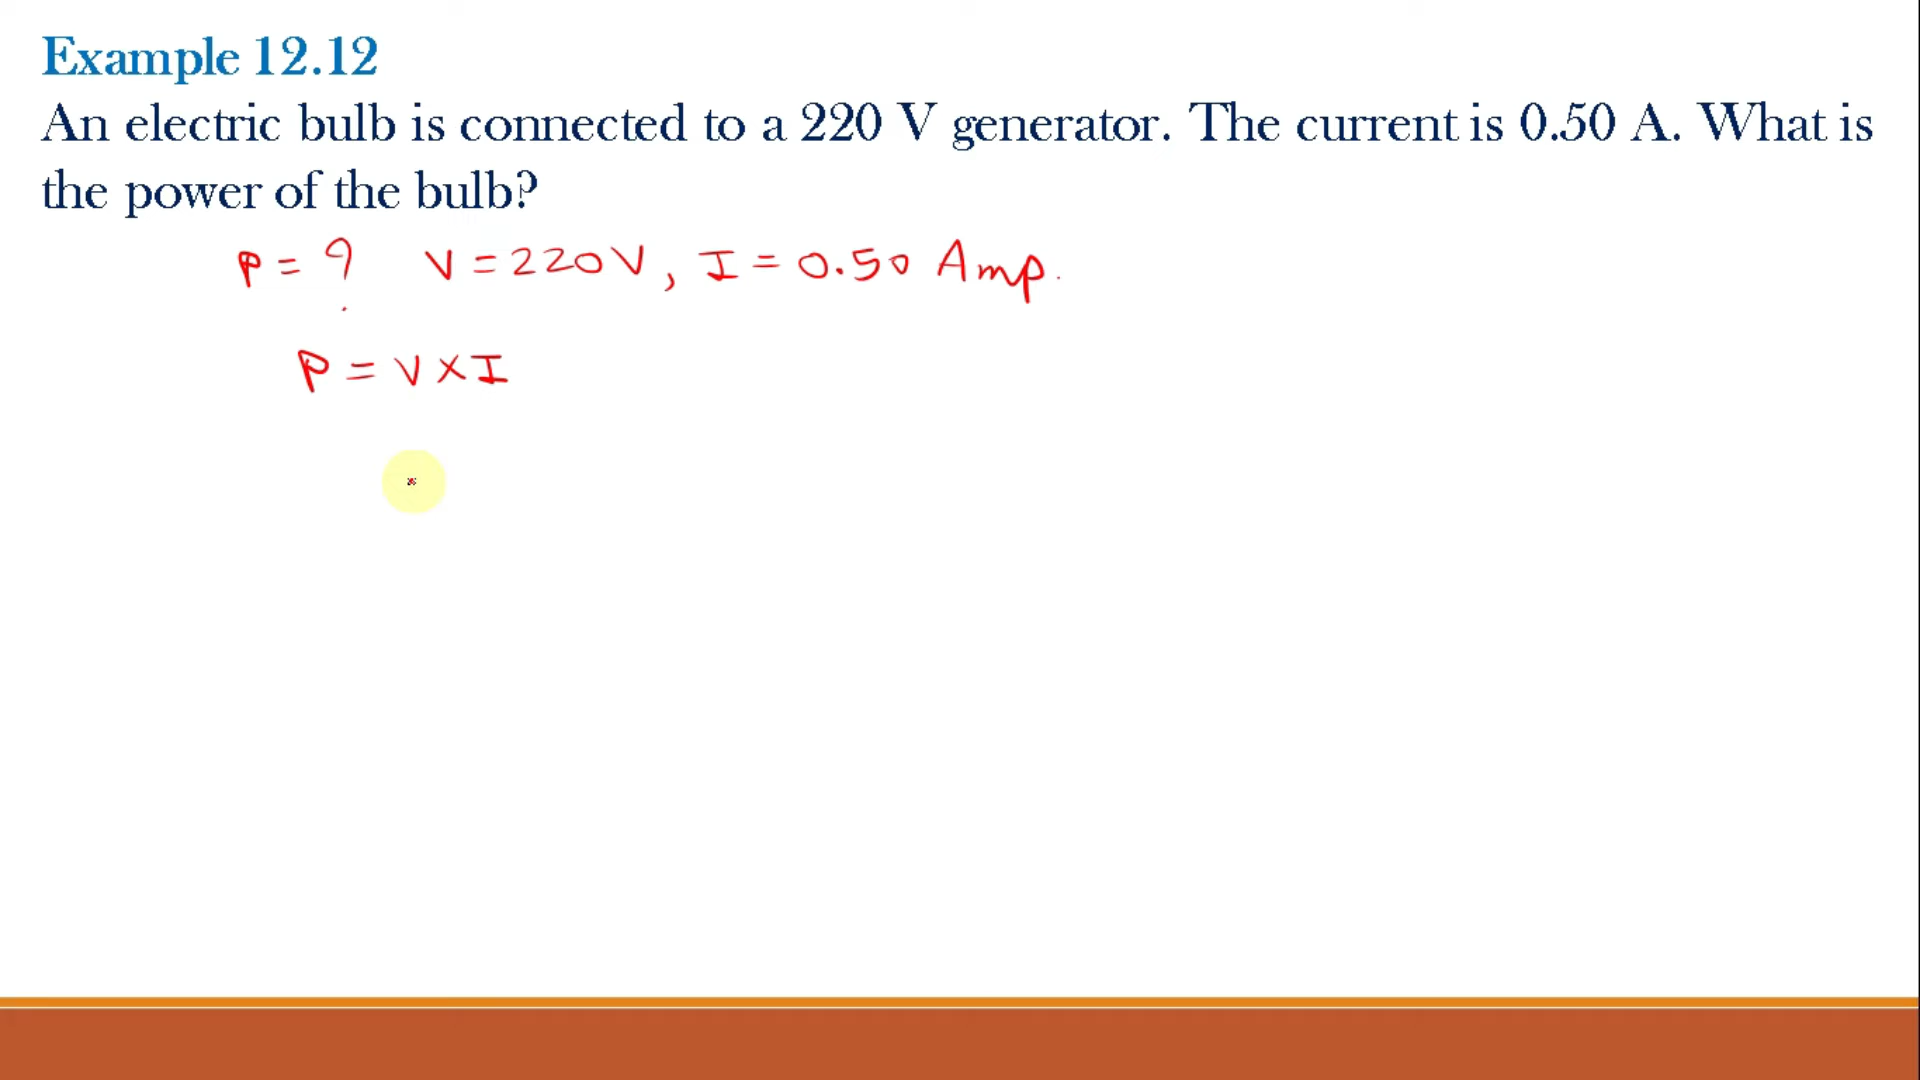 Example 12.12
An electric bulb is connected to a 220 V generator. The current is 0.50 A. What is
the power of the bulb?
P = ? V = 220V, I = 0.50 Amp.
P = V × I